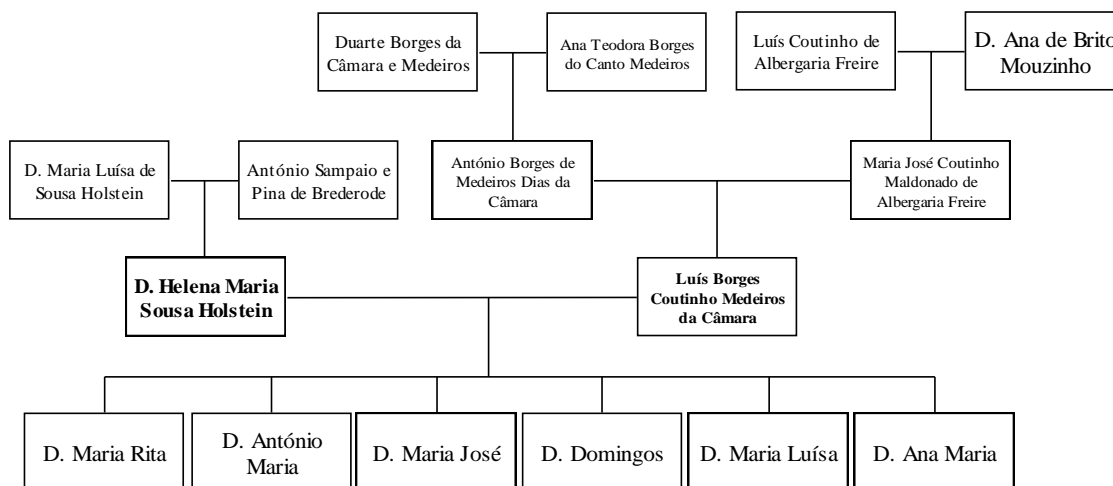 Duarte Borges da
Câmara e Medeiros
Ana Teodora Borges
do Canto Medeiros
Luís Coutinho de
Albergaria Freire
D. Ana de Brito
Mouzinho
D. Maria Luísa de
Sousa Holstein
António Sampaio e
Pina de Brederode
António Borges de
Medeiros Dias da
Câmara
Maria José Coutinho
Maldonado de
Albergaria Freire
D. Helena Maria
Sousa Holstein
Luís Borges
Coutinho Medeiros
da Câmara
D. Maria Rita
D. António
Maria
D. Maria José
D. Domingos
D. Maria Luísa
D. Ana Maria